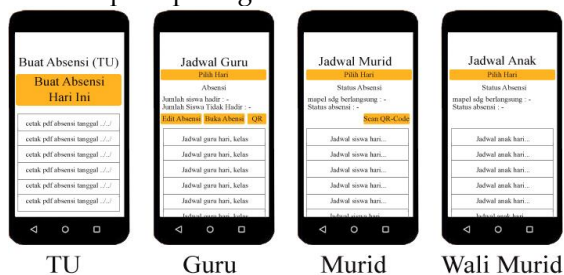 Buat Absensi (TU)
Buat Absensi
Hari Ini
cetak pdf absensi tanggal ../../
cetak pdf absensi tanggal ../../
cetak pdf absensi tanggal ../../
cetak pdf absensi tanggal ../../
cetak pdf absensi tanggal ../../
cetak pdf absensi tanggal ../../
TU
Jadwal Guru
Pilih Hari
Absensi
Jumlah siswa hadir : -
Jumlah Siswa Tidak Hadir : -
Edit Absensi Buka Absensi QR
Jadwal guru hari, kelas
Jadwal guru hari, kelas
Jadwal guru hari, kelas
Jadwal guru hari, kelas
Jadwal guru hari, kelas
Guru
Jadwal Murid
Pilih Hari
Status Absensi
mapel sdg berlangsung : -
Status absensi : -
Scan QR-Code
Jadwal siswa hari...
Jadwal siswa hari...
Jadwal siswa hari...
Jadwal siswa hari...
Jadwal siswa hari...
Murid
Jadwal Anak
Pilih Hari
Status Absensi
mapel sdg berlangsung : -
Status absensi : -
Jadwal anak hari...
Jadwal anak hari...
Jadwal anak hari...
Jadwal anak hari...
Jadwal anak hari...
Wali Murid